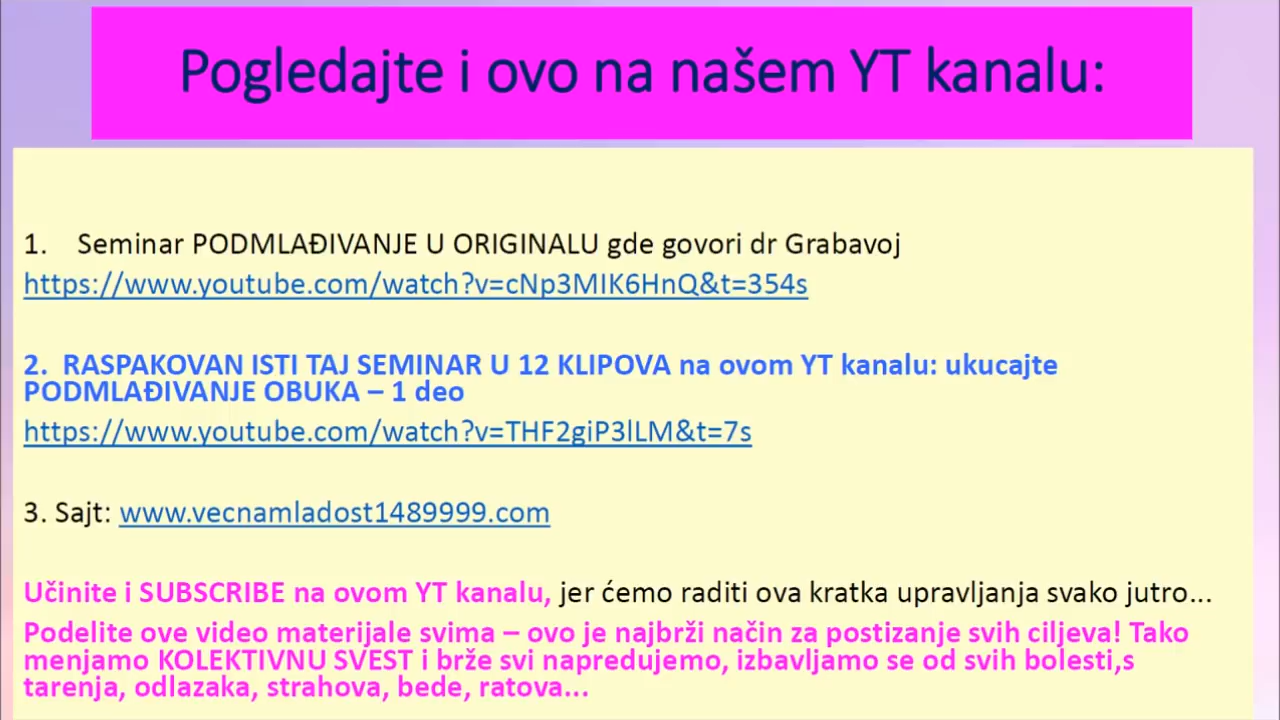 Pogledajte i ovo na našem YT kanalu:
1. Seminar PODMLAĐIVANJE U ORIGINALU gde govori dr Grabavoj
https://www.youtube.com/watch?v=cNp3MIK6HnQ&t=354s
2. RASPAKOVAN ISTI TAJ SEMINAR U 12 KLIPOVA na ovom YT kanalu: ukucajte
PODMLAĐIVANJE OBUKA – 1 deo
https://www.youtube.com/watch?v=THF2giP3lLM&t=7s
3. Sajt: www.vecnamladost1489999.com
Učinite i SUBSCRIBE na ovom YT kanalu, jer ćemo raditi ova kratka upravljanja svako jutro...
Podelite ove video materijale svima – ovo je najbrži način za postizanje svih ciljeva! Tako
menjamo KOLEKTIVNU SVEST i brže svi napredujemo, izbavljamo se od svih bolesti,s
tarenja, odlazaka, strahova, bede, ratova...